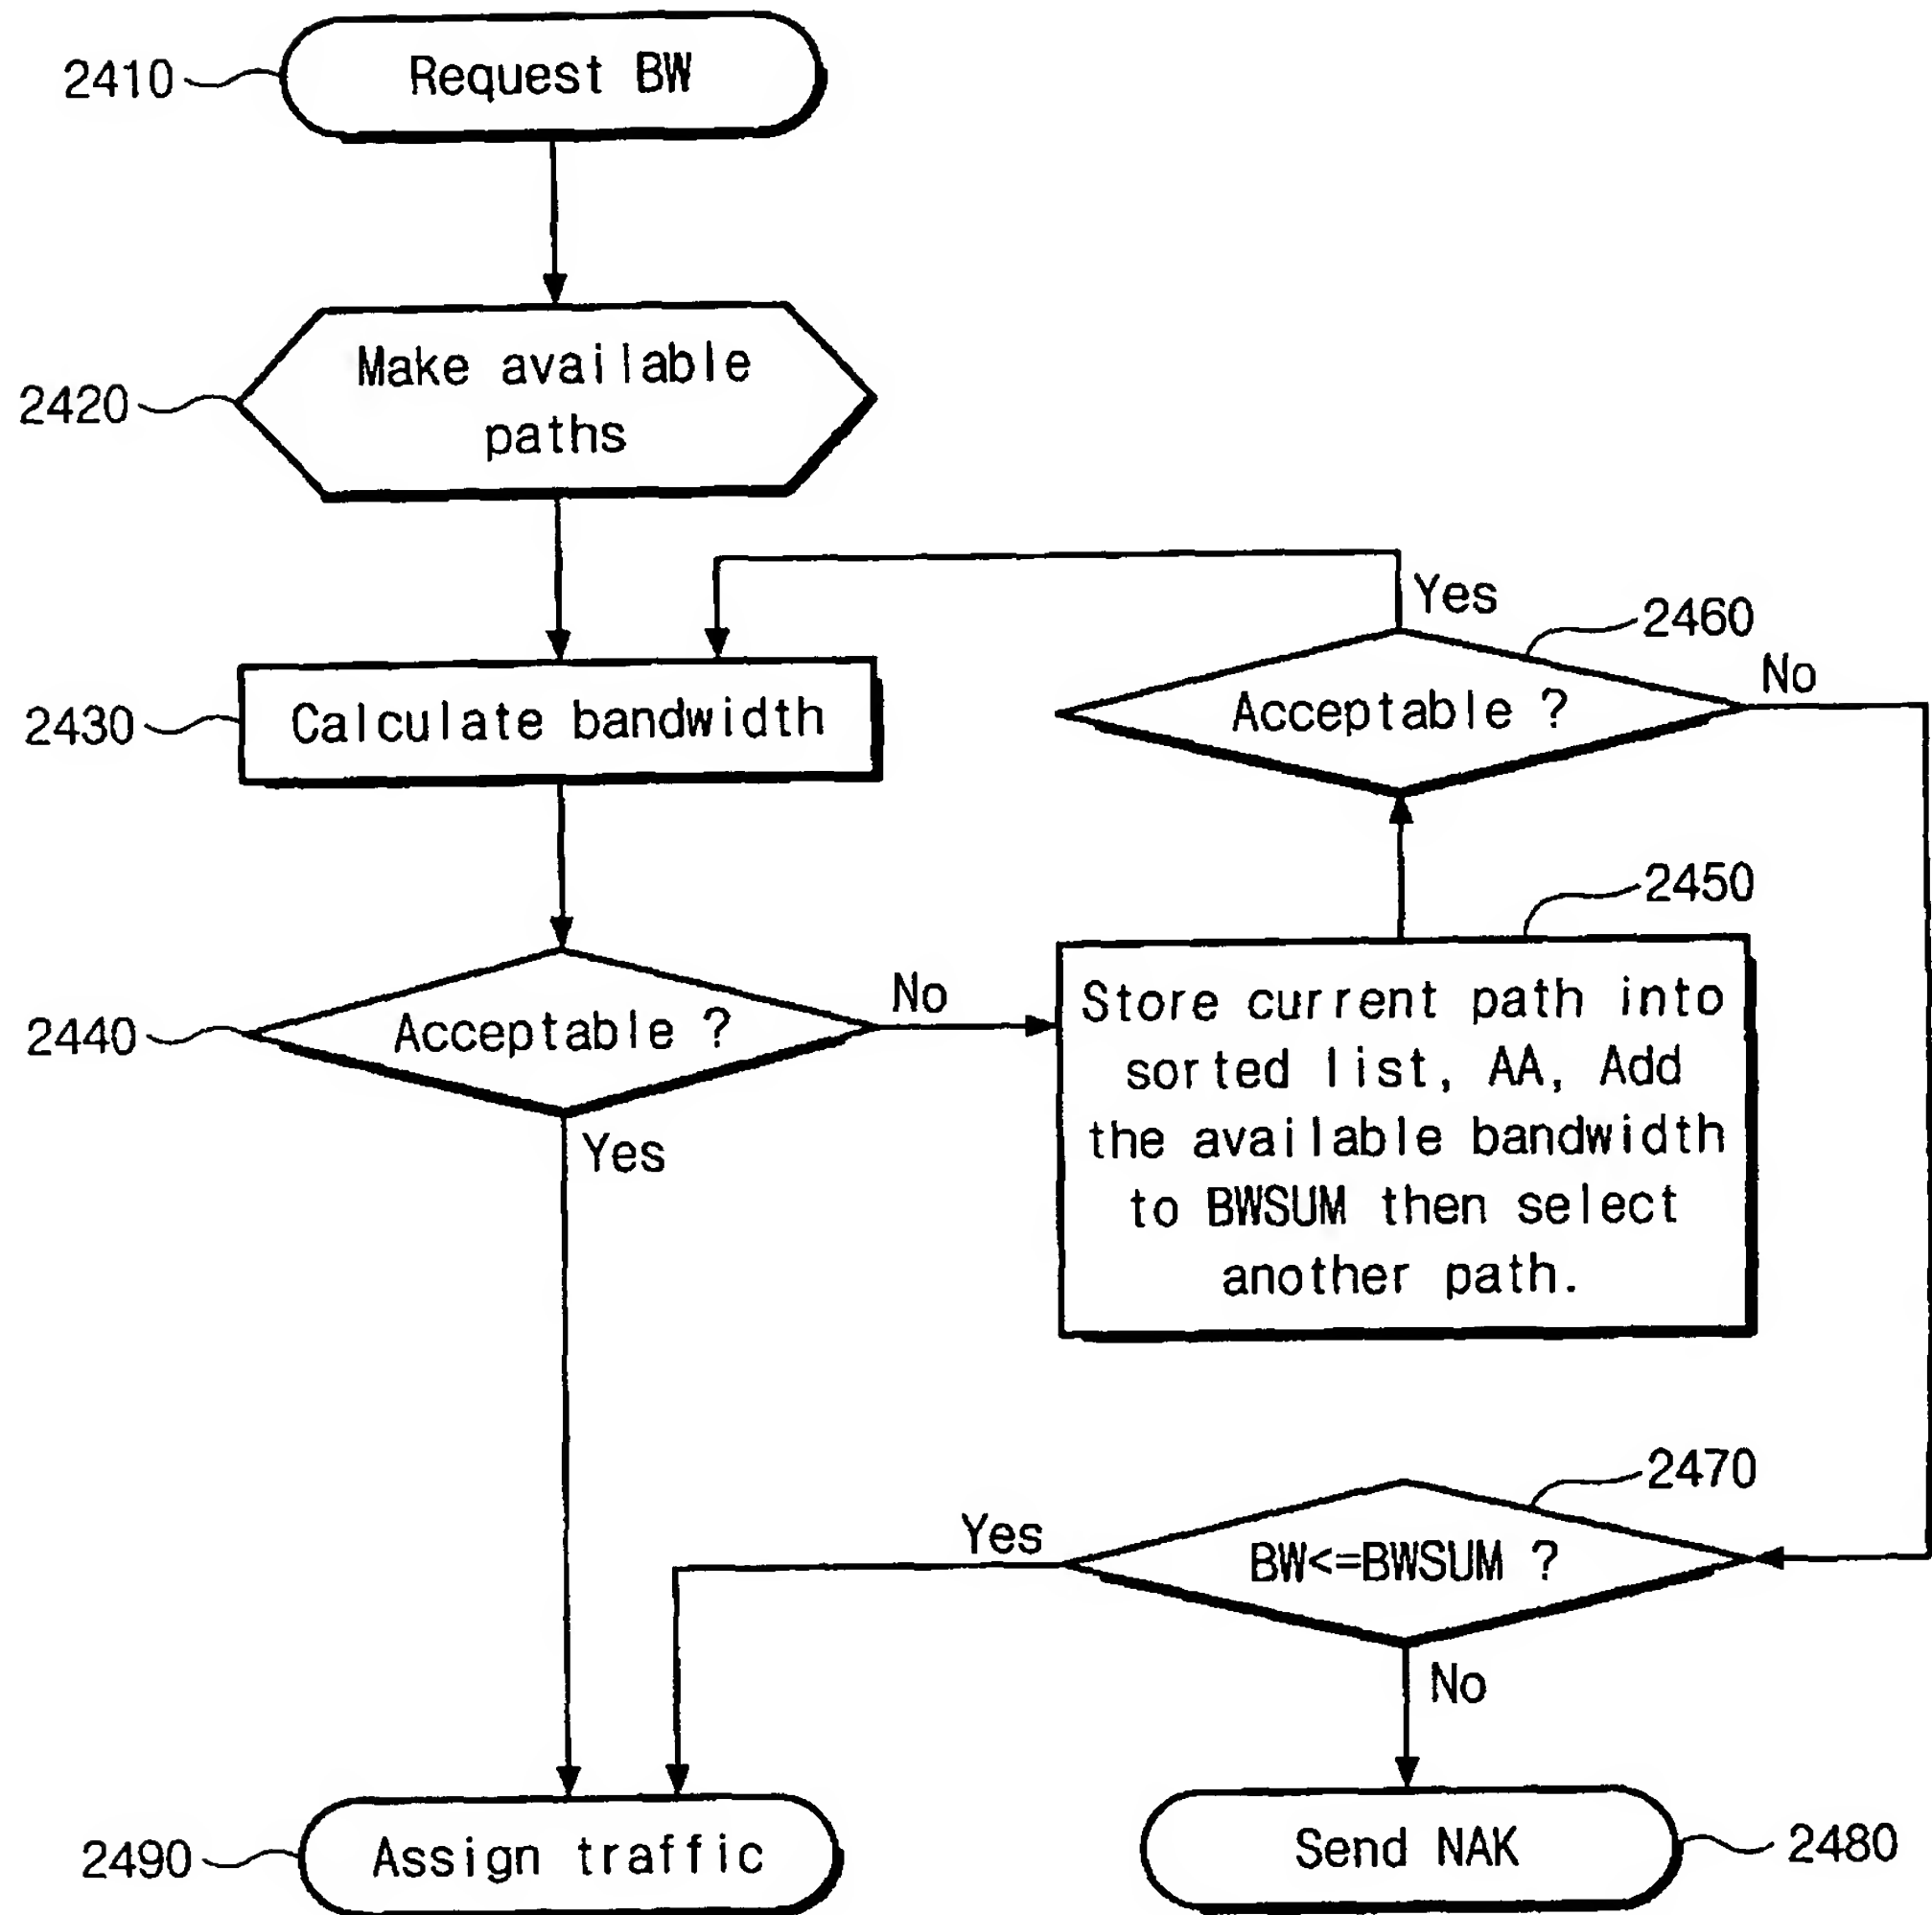 2410
Request BW
2420
Make available
paths
Yes
2460
No
2430
Calculate bandwidth
Acceptable ?
2450
2440
Acceptable ?
No
Yes
Store current path into
sorted list, AA, Add
the available bandwidth
to BWSUM then select
another path.
2470
Yes
BW<=BWSUM ?
No
2490
Assign traffic
Send NAK
2480